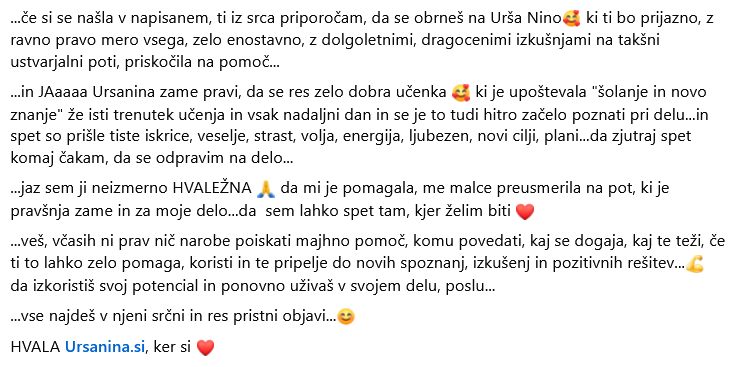 ...če si se našla v napisanem, ti iz srca priporočam, da se obrneš na Urša Nino🥰 ki ti bo prijazno, z
ravno pravo mero vsega, zelo enostavno, z dolgoletnimi, dragocenimi izkušnjami na takšni
ustvarjalni poti, priskočila na pomoč...
...in JAaaaa Ursanina zame pravi, da se res zelo dobra učenka 🥰 ki je upoštevala "šolanje in novo
znanje" že isti trenutek učenja in vsak nadaljni dan in se je to tudi hitro začelo poznati pri delu...in
spet so prišle tiste iskrice, veselje, strast, volja, energija, ljubezen, novi cilji, plani...da zjutraj spet
komaj čakam, da se odpravim na delo...
...jaz sem ji neizmerno HVALEŽNA 🙏 da mi je pomagala, me malce preusmerila na pot, ki je
pravšnja zame in za moje delo...da sem lahko spet tam, kjer želim biti ❤️
...veš, včasih ni prav nič narobe poiskati majhno pomoč, komu povedati, kaj se dogaja, kaj te teži, če
ti to lahko zelo pomaga, koristi in te pripelje do novih spoznanj, izkušenj in pozitivnih rešitev...💪
da izkoristiš svoj potencial in ponovno uživaš v svojem delu, poslu...
...vse najdeš v njeni srčni in res pristni objavi...😊
HVALA Ursanina.si, ker si ❤️